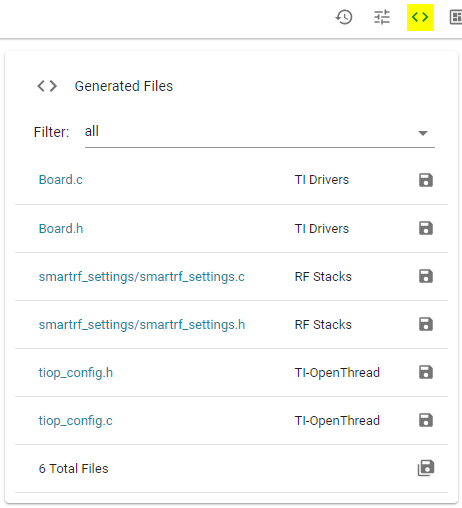 Generated Files
Filter: all
Board.c TI Drivers
Board.h TI Drivers
smartrf_settings/smartrf_settings.c RF Stacks
smartrf_settings/smartrf_settings.h RF Stacks
tiop_config.h TI-OpenThread
tiop_config.c TI-OpenThread
6 Total Files